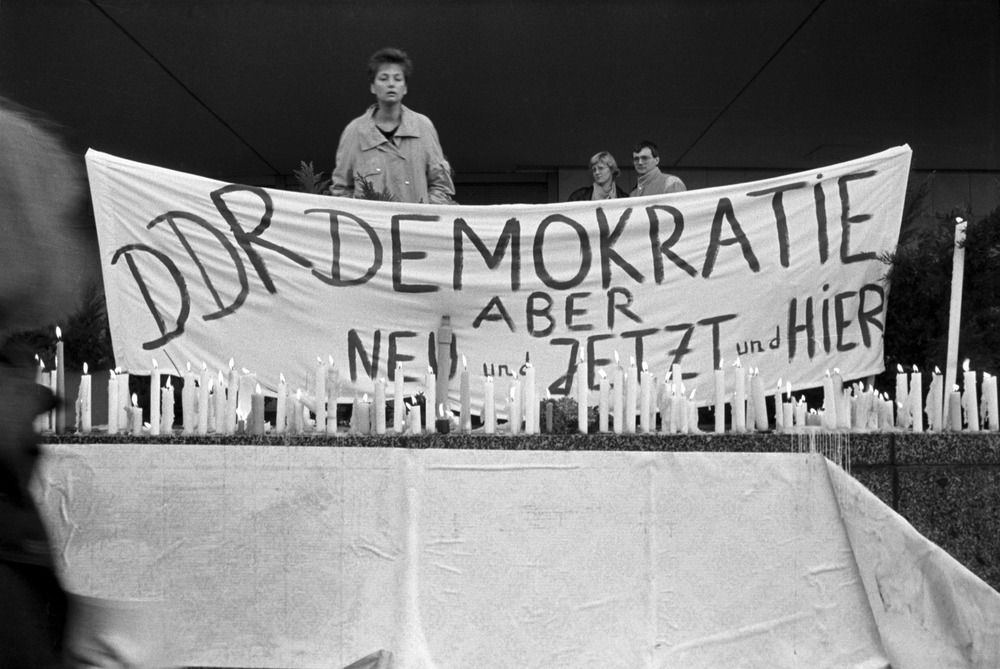 DDR DEMOKRATIE
ABER
NEU und JETZT und HiER